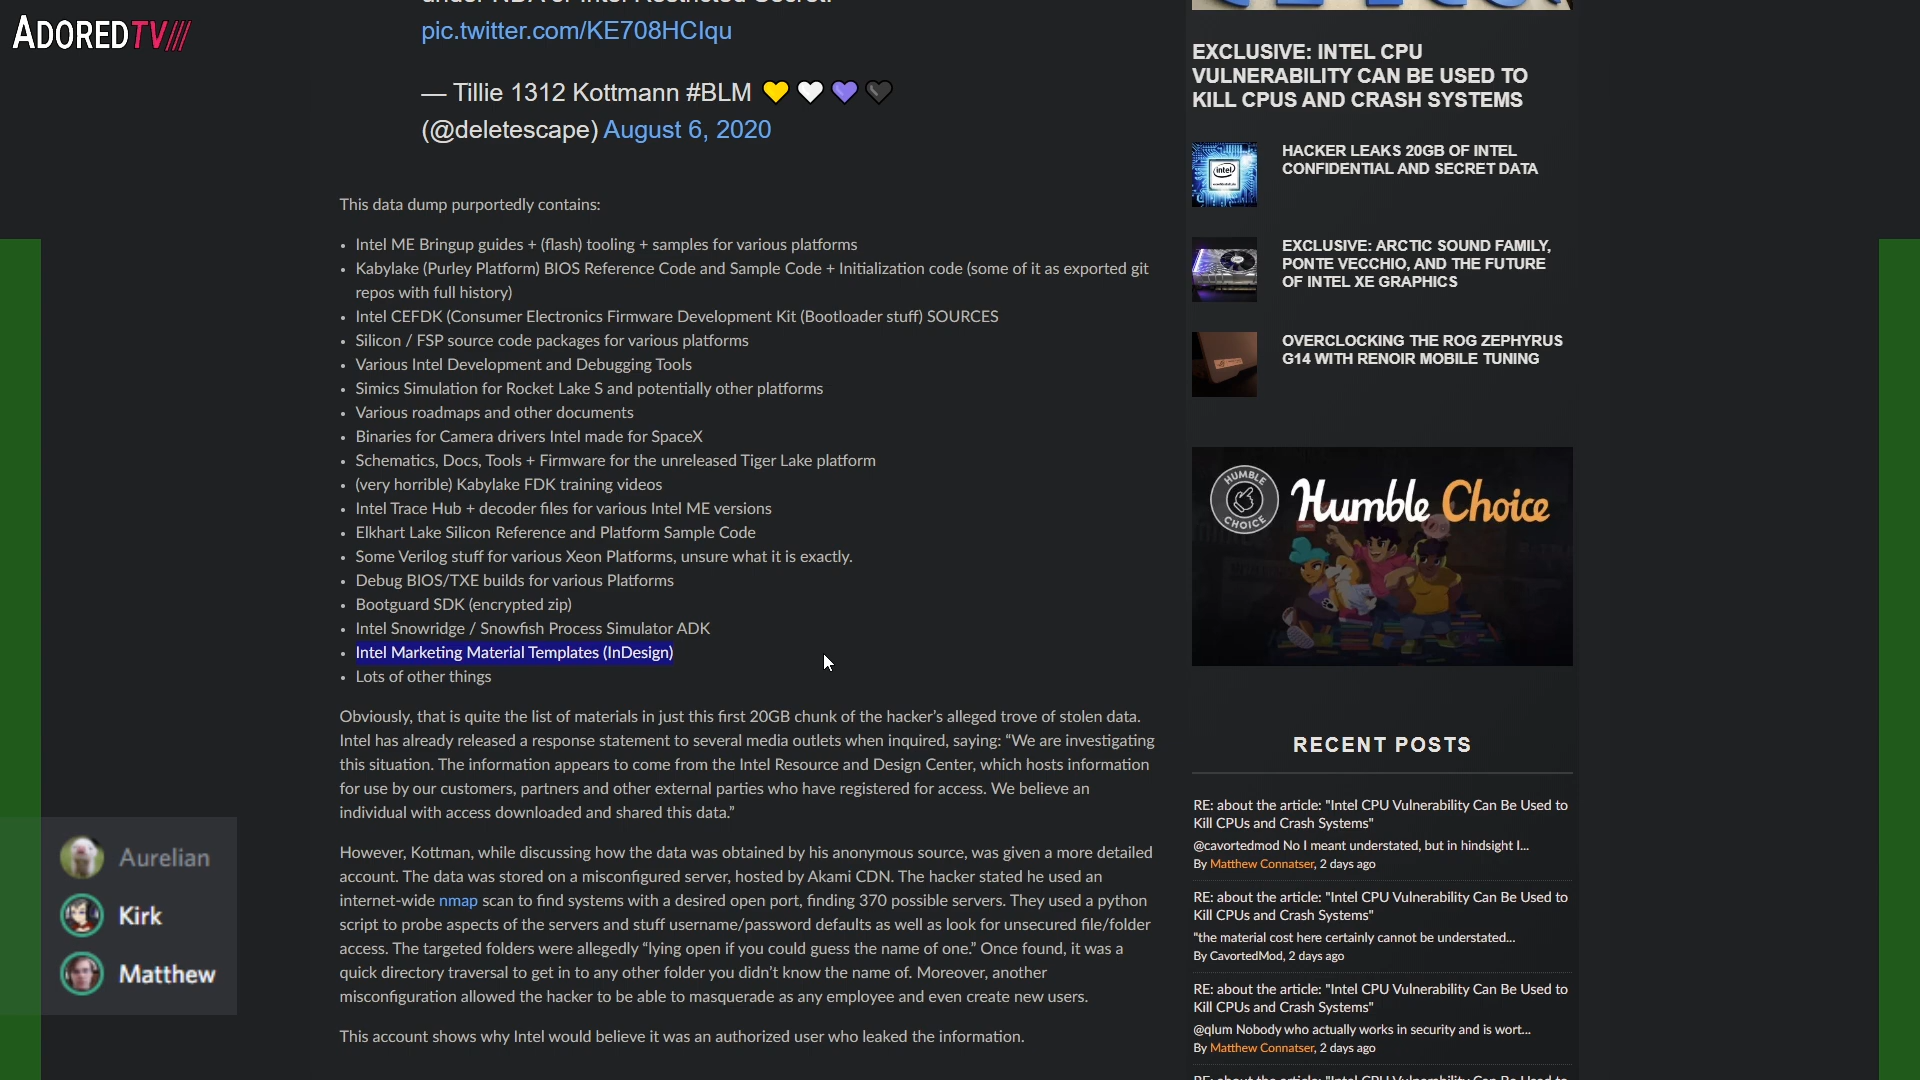 ADOREDTV///
pic.twitter.com/KE708HClqu
— Tillie 1312 Kottmann #BLM 💛🤍💜🖤
(@deletescape) August 6, 2020
This data dump purportedly contains:
• Intel ME Bringup guides + (flash) tooling + samples for various platforms
• Kabylake (Purley Platform) BIOS Reference Code and Sample Code + Initialization code (some of it as exported git
repos with full history)
• Intel CEFDK (Consumer Electronics Firmware Development Kit (Bootloader stuff) SOURCES
• Silicon / FSP source code packages for various platforms
• Various Intel Development and Debugging Tools
• Simics Simulation for Rocket Lake S and potentially other platforms
• Various roadmaps and other documents
• Binaries for Camera drivers Intel made for SpaceX
• Schematics, Docs, Tools + Firmware for the unreleased Tiger Lake platform
• (very horrible) Kabylake FDK training videos
• Intel Trace Hub + decoder files for various Intel ME versions
• Elkhart Lake Silicon Reference and Platform Sample Code
• Some Verilog stuff for various Xeon Platforms, unsure what it is exactly.
• Debug BIOS/TXE builds for various Platforms
• Bootguard SDK (encrypted zip)
• Intel Snowridge / Snowfish Process Simulator ADK
• Intel Marketing Material Templates (InDesign)
• Lots of other things
Obviously, that is quite the list of materials in just this first 20GB chunk of the hacker's alleged trove of stolen data.
Intel has already released a response statement to several media outlets when inquired, saying: “We are investigating
this situation. The information appears to come from the Intel Resource and Design Center, which hosts information
for use by our customers, partners and other external parties who have registered for access. We believe an
individual with access downloaded and shared this data.”
However, Kottman, while discussing how the data was obtained by his anonymous source, was given a more detailed
account. The data was stored on a misconfigured server, hosted by Akami CDN. The hacker stated he used an
internet-wide nmap scan to find systems with a desired open port, finding 370 possible servers. They used a python
script to probe aspects of the servers and stuff username/password defaults as well as look for unsecured file/folder
access. The targeted folders were allegedly “lying open if you could guess the name of one.” Once found, it was a
quick directory traversal to get in to any other folder you didn't know the name of. Moreover, another
misconfiguration allowed the hacker to be able to masquerade as any employee and even create new users.
This account shows why Intel would believe it was an authorized user who leaked the information.
EXCLUSIVE: INTEL CPU
VULNERABILITY CAN BE USED TO
KILL CPUS AND CRASH SYSTEMS
intel
HACKER LEAKS 20GB OF INTEL
CONFIDENTIAL AND SECRET DATA
EXCLUSIVE: ARCTIC SOUND FAMILY,
PONTE VECCHIO, AND THE FUTURE
OF INTEL XE GRAPHICS
OVERCLOCKING THE ROG ZEPHYRUS
G14 WITH RENOIR MOBILE TUNING
HUMBLE
CHOICE
Humble Choice
RECENT POSTS
RE: about the article: "Intel CPU Vulnerability Can Be Used to
Kill CPUs and Crash Systems"
@cavortedmod No I meant understated, but in hindsight I...
By Matthew Connatser, 2 days ago
RE: about the article: "Intel CPU Vulnerability Can Be Used to
Kill CPUs and Crash Systems"
"the material cost here certainly cannot be understated...
By CavortedMod, 2 days ago
RE: about the article: "Intel CPU Vulnerability Can Be Used to
Kill CPUs and Crash Systems"
@qlum Nobody who actually works in security and is wort...
By Matthew Connatser, 2 days ago
Aurelian
Kirk
Matthew